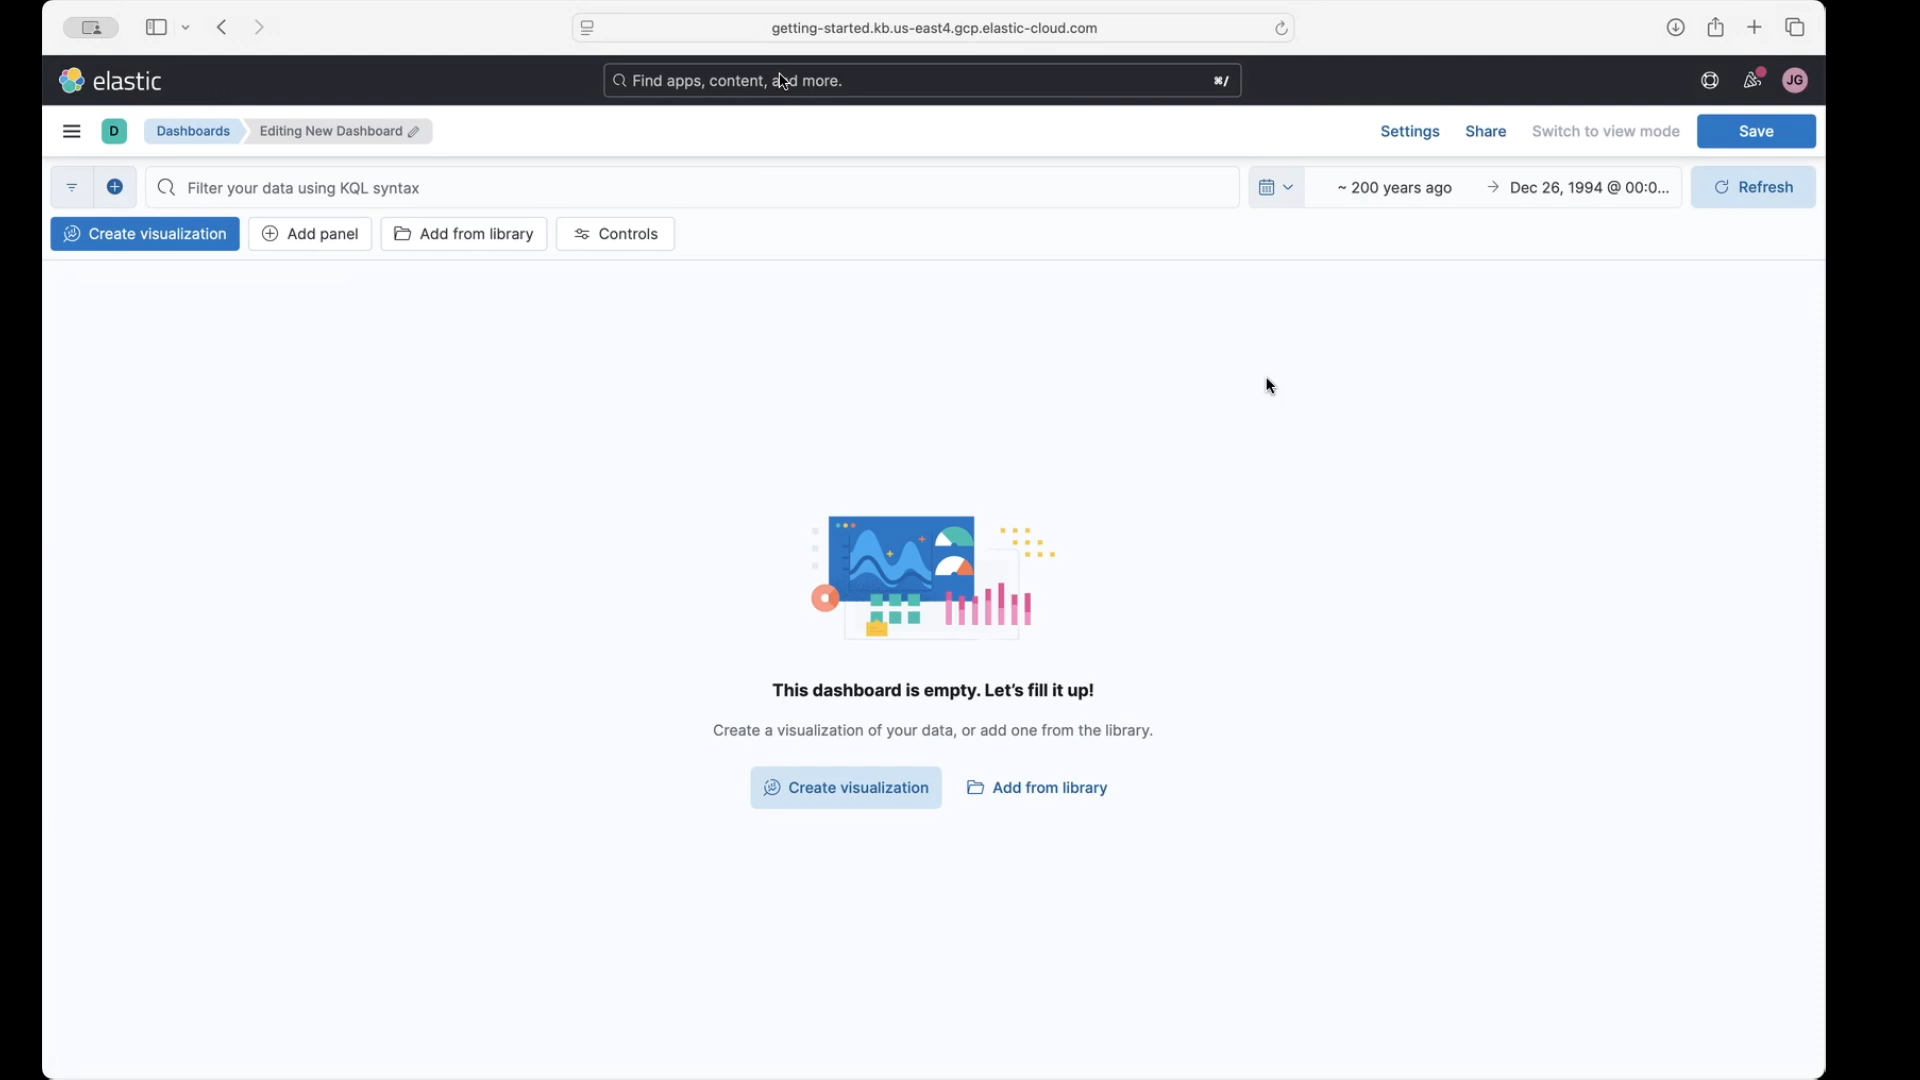 getting-started.kb.us-east4.gcp.elastic-cloud.com
elastic
Find apps, content, and more.
⌘/
JG
D
Dashboards
Editing New Dashboard
Settings
Share
Switch to view mode
Save
Filter your data using KQL syntax
~ 200 years ago → Dec 26, 1994 @ 00:0...
Refresh
Create visualization
Add panel
Add from library
Controls
This dashboard is empty. Let's fill it up!
Create a visualization of your data, or add one from the library.
Create visualization
Add from library